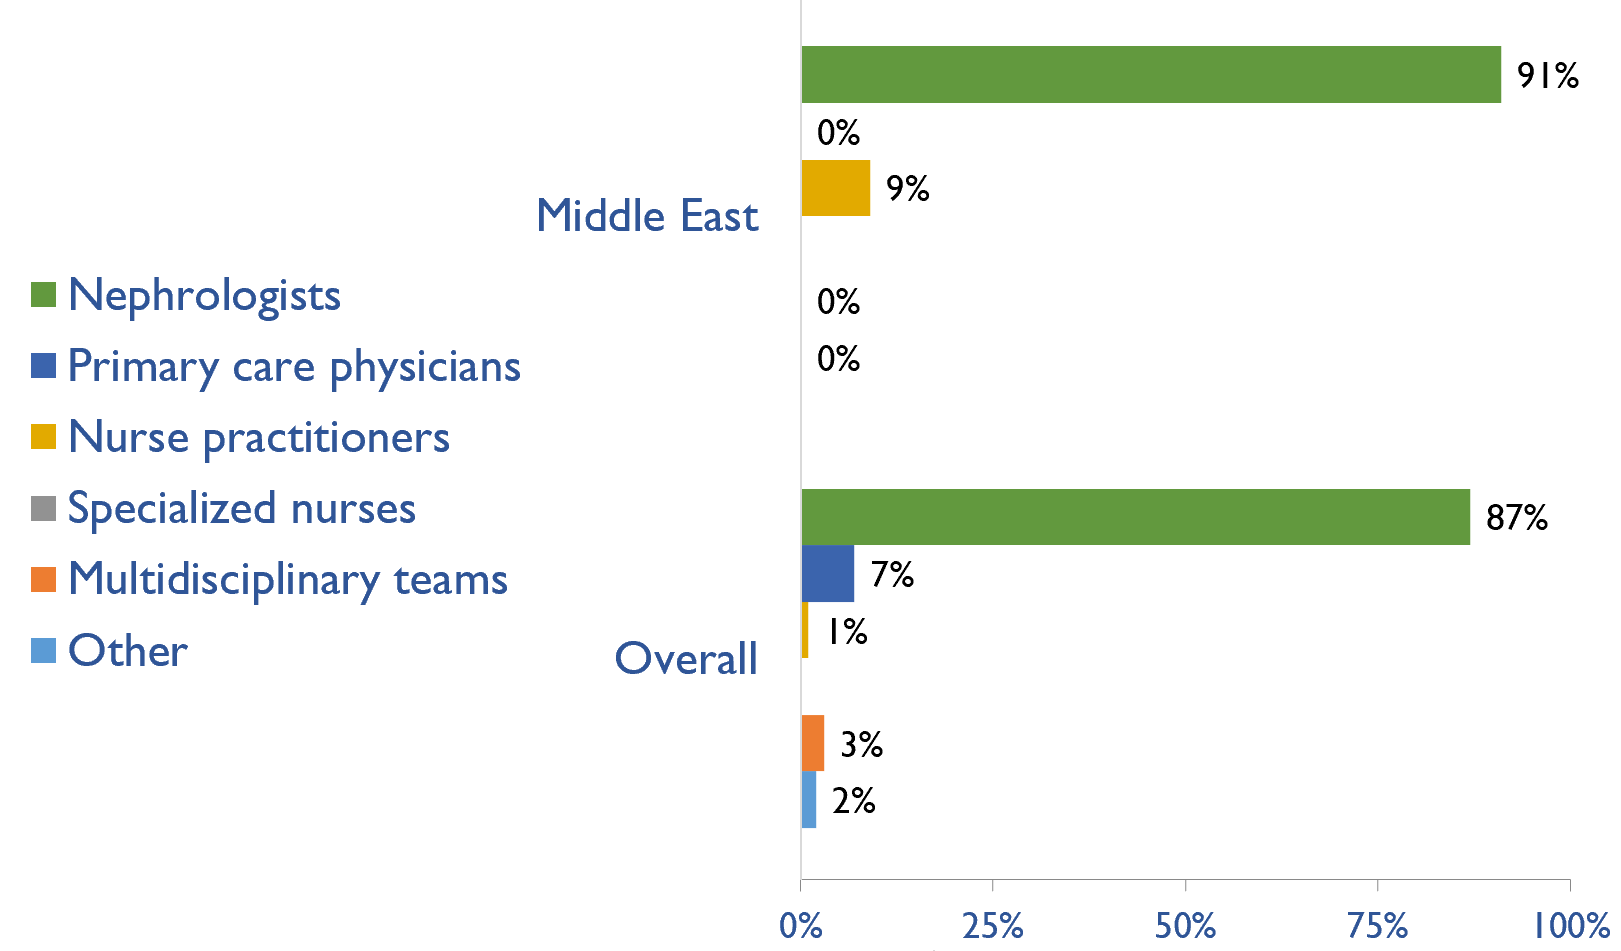 91%
0%
9%
Middle East
0%
0%
Nephrologists
Primary care physicians
Nurse practitioners
Specialized nurses
Multidisciplinary teams
Other
87%
7%
1%
Overall
3%
2%
0% 25% 50% 75% 100%